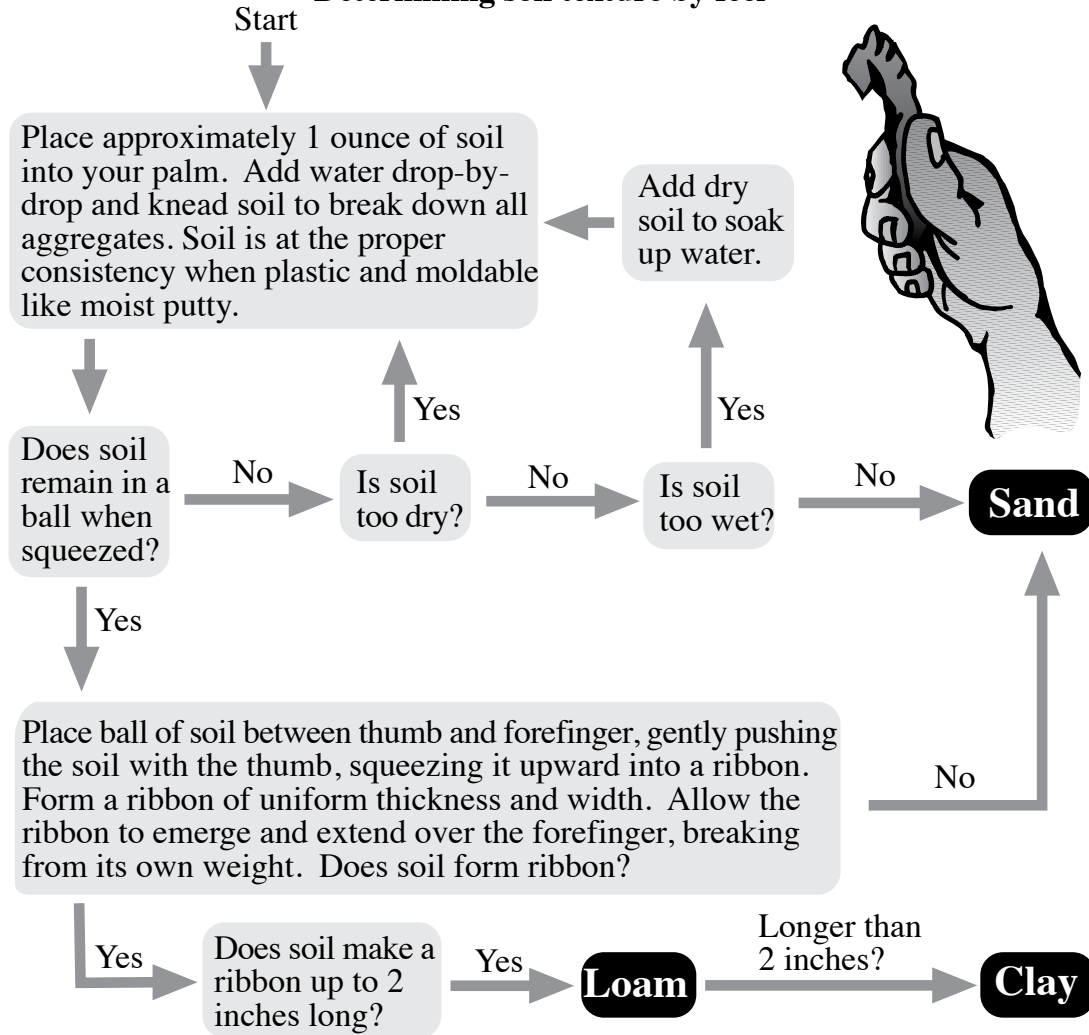 Determining soil texture by feel
Start
Place approximately 1 ounce of soil
into your palm.  Add water drop-by-
drop and knead soil to break down all
aggregates. Soil is at the proper
consistency when plastic and moldable
like moist putty.
Add dry
soil to soak
up water.
Yes
Yes
Does soil
remain in a
ball when
squeezed?
No
Is soil
too dry?
No
Is soil
too wet?
No
Sand
Yes
Place ball of soil between thumb and forefinger, gently pushing
the soil with the thumb, squeezing it upward into a ribbon.
Form a ribbon of uniform thickness and width.  Allow the
ribbon to emerge and extend over the forefinger, breaking
from its own weight.  Does soil form ribbon?
No
Yes
Does soil make a
ribbon up to 2
inches long?
Yes
Loam
Longer than
2 inches?
Clay